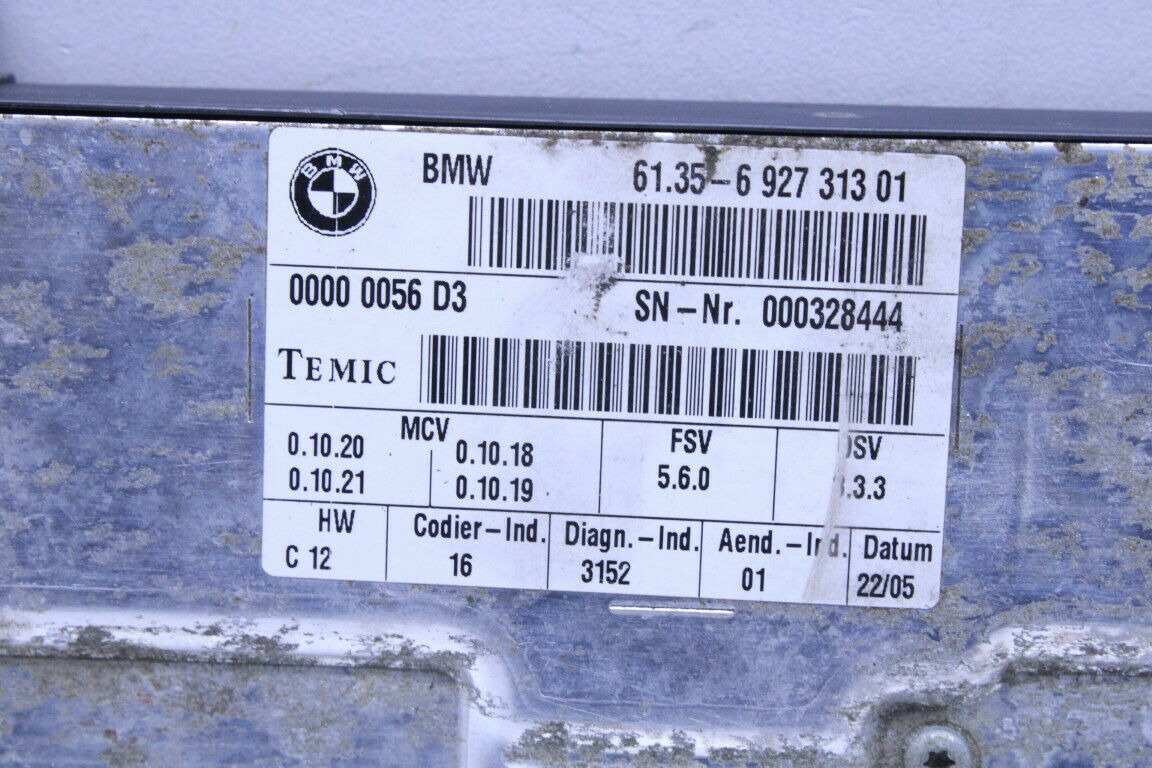 BMW
BMW 61.35-6 927 313 01
0000 0056 D3 SN-Nr. 000328444
TEMIC
MCV FSV
0.10.20 0.10.18 5.6.0
0.10.21 0.10.19
HW Codier-Ind. Diagn.-Ind. Aend.-Ind. Datum
C 12 16 3152 01 22/05